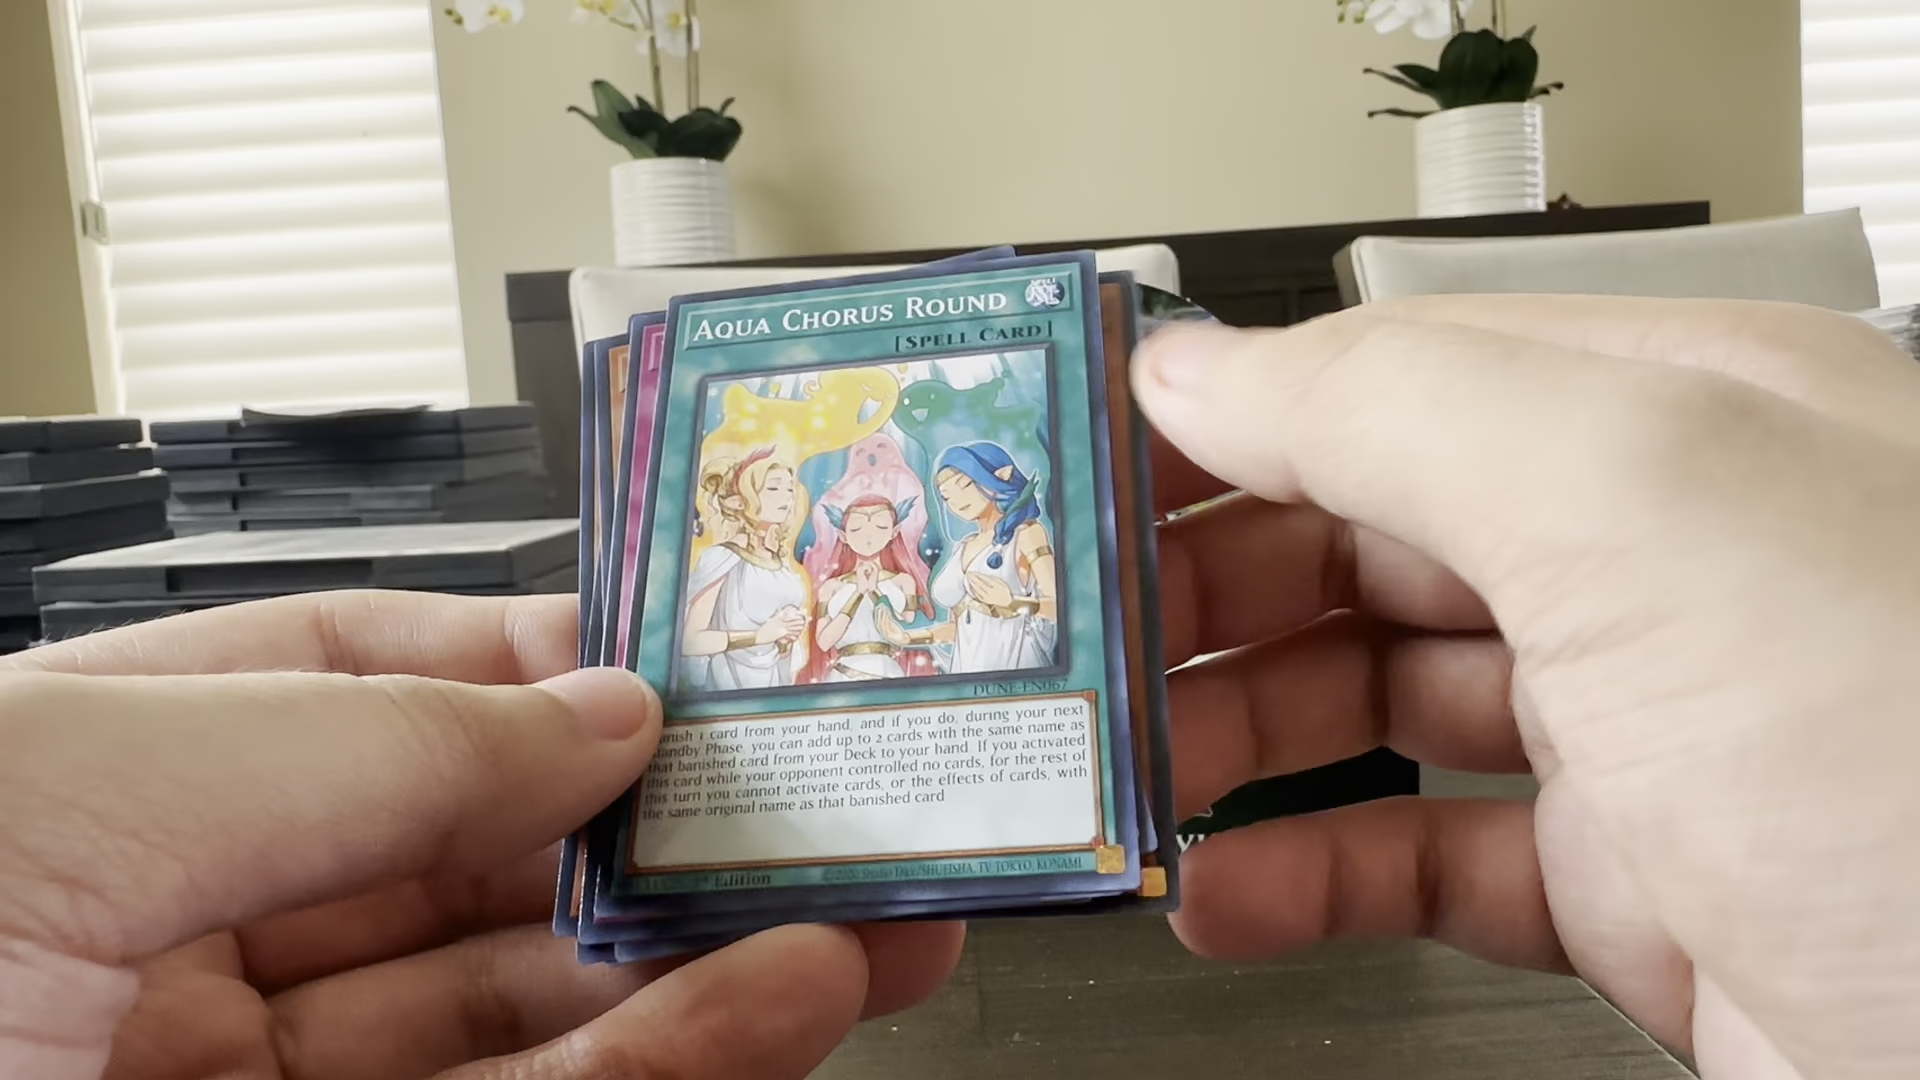 AQUA CHORUS ROUND
[SPELL CARD]
DUNE-EN067
anish 1 card from your hand, and if you do, during your next
tandby Phase, you can add up to 2 cards with the same name as
that banished card from your Deck to your hand. If you activated
this card while your opponent controlled no cards, for the rest of
this turn you cannot activate cards, or the effects of cards, with
the same original name as that banished card
Edition
©2020 Studio Dice/SHUEISHA, TV TOKYO, KONAMI